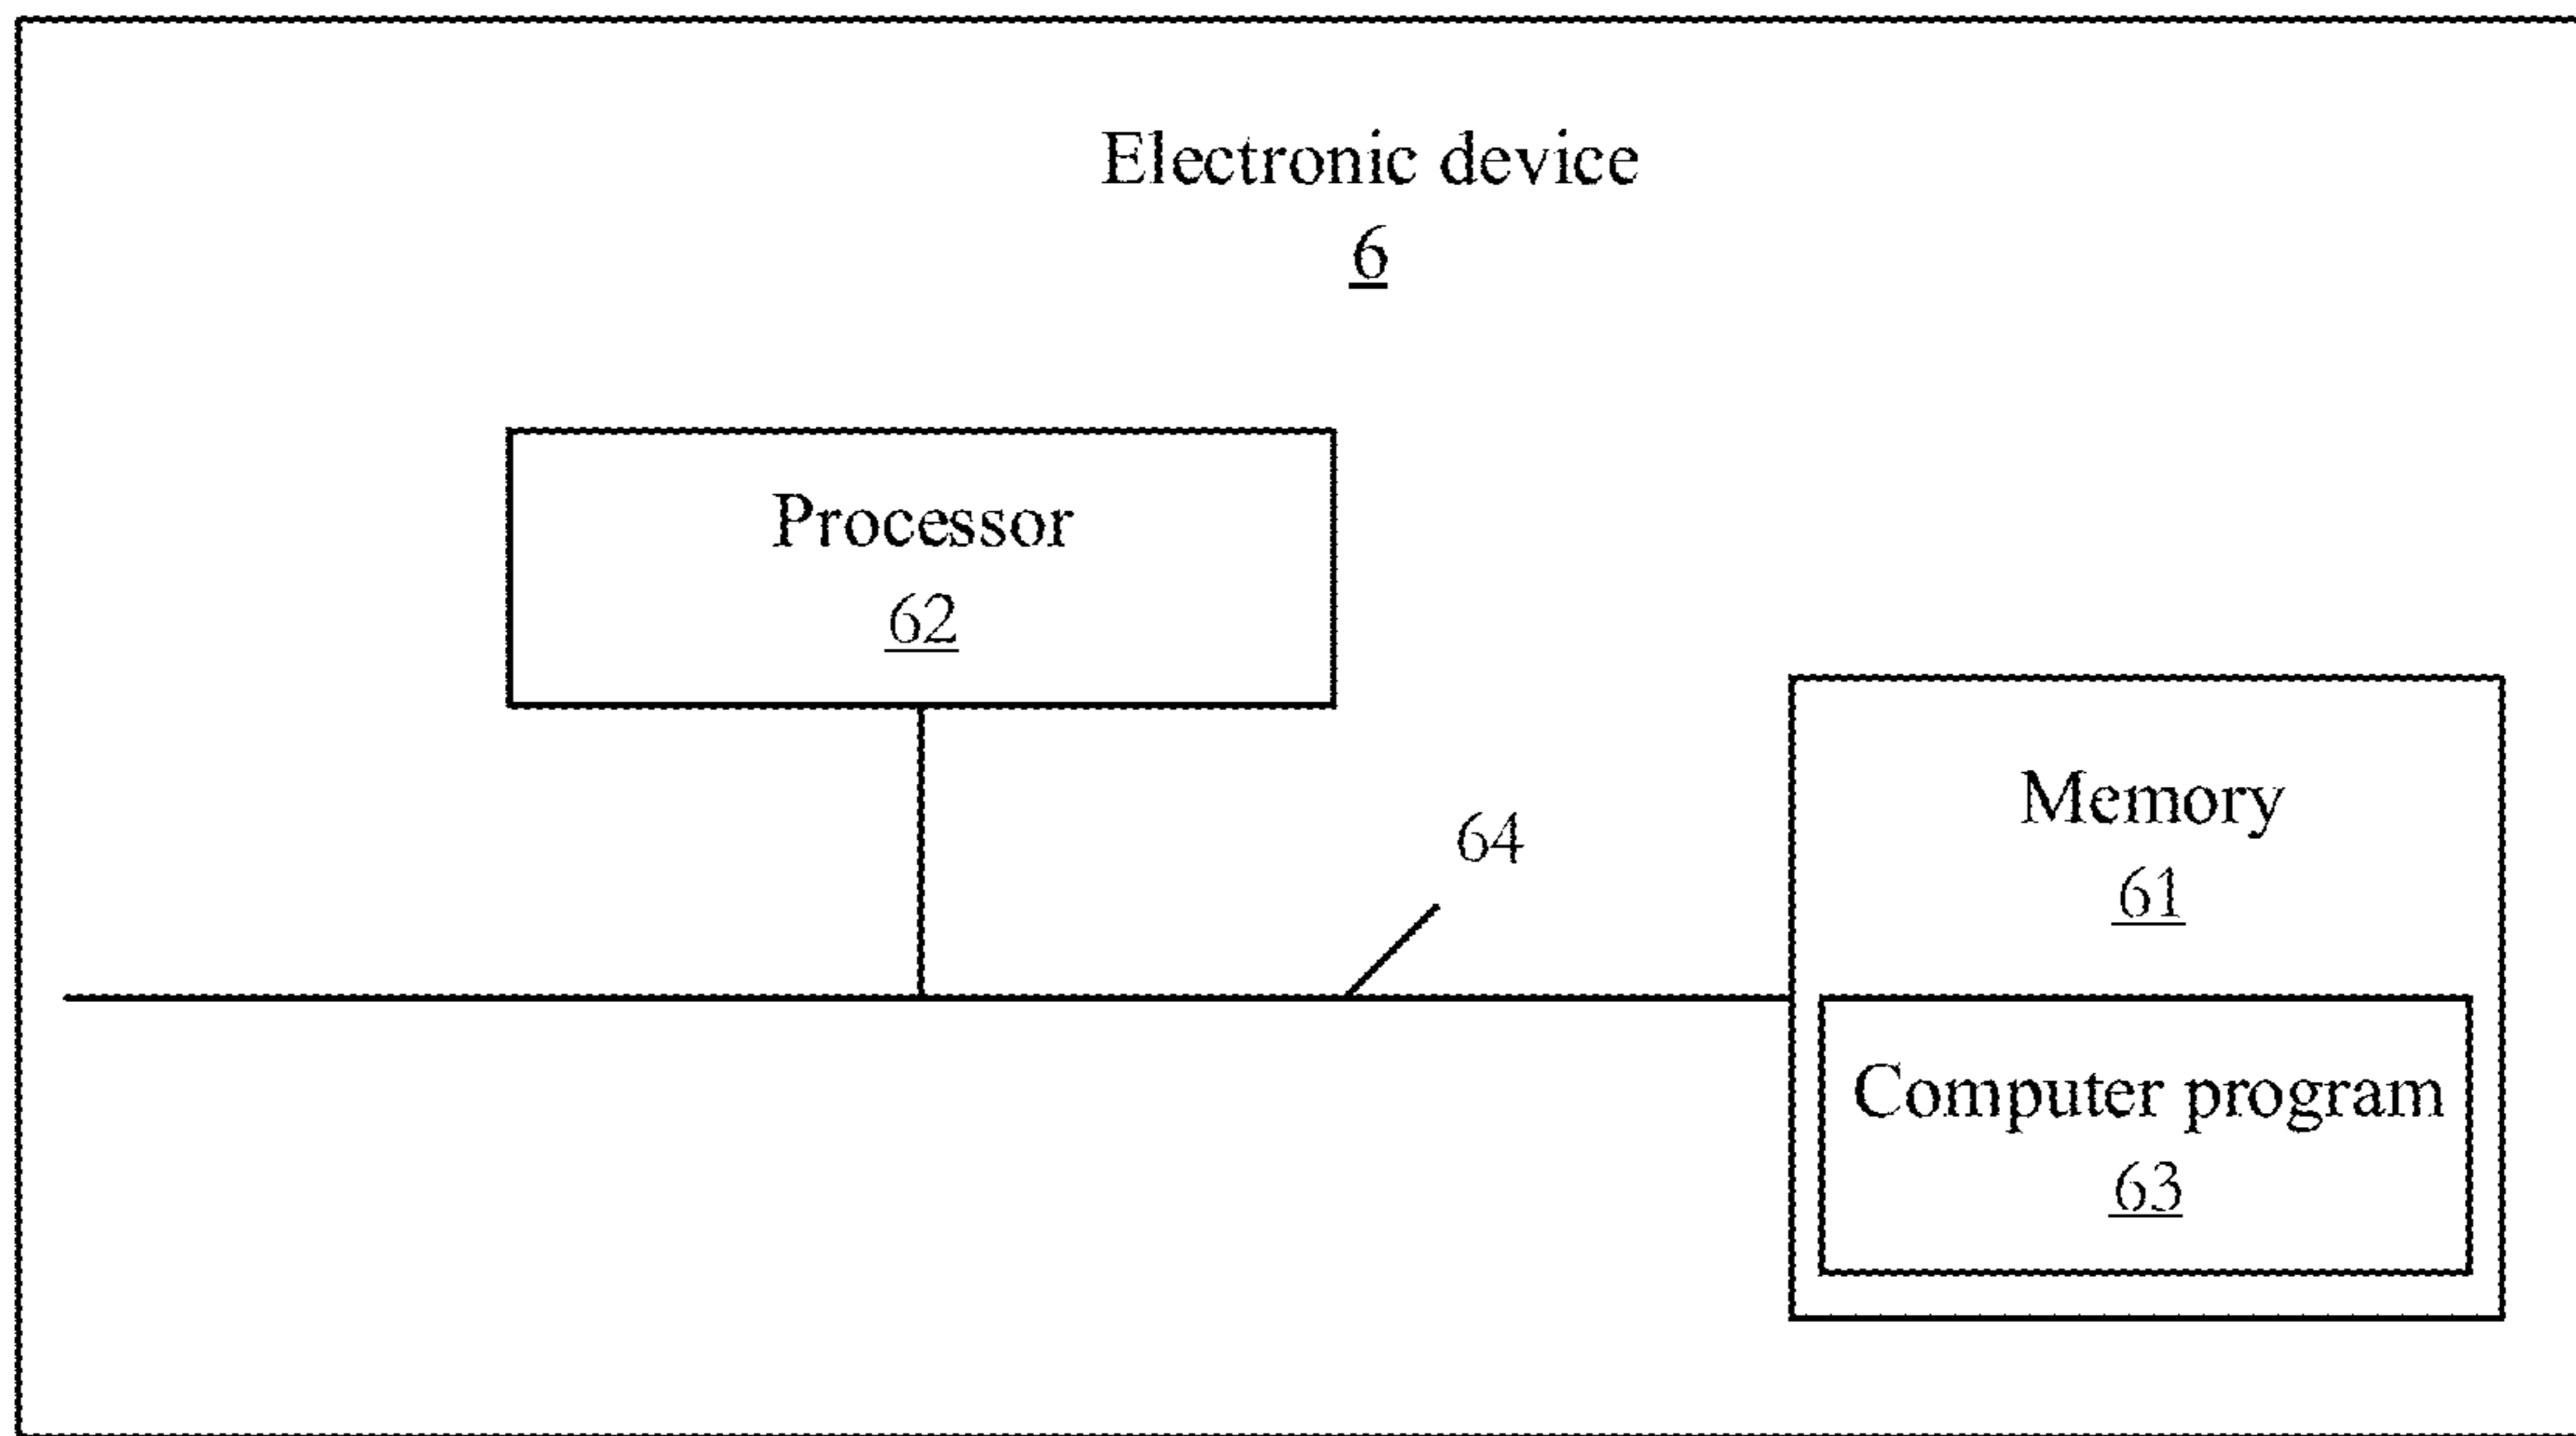 Electronic device
6
Processor
62
64
Memory
61
Computer program
63